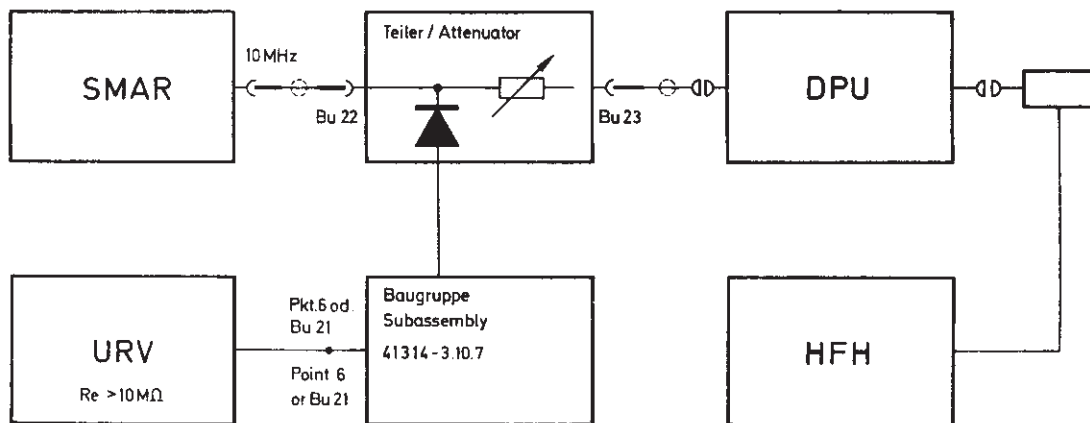 SMAR
10 MHz
Bu 22
Teiler / Attenuator
Bu 23
DPU
URV
Re >10MΩ
Pkt.6 od.
Bu 21
Point 6
or Bu 21
Baugruppe
Subassembly
41314 - 3.10.7
HFH